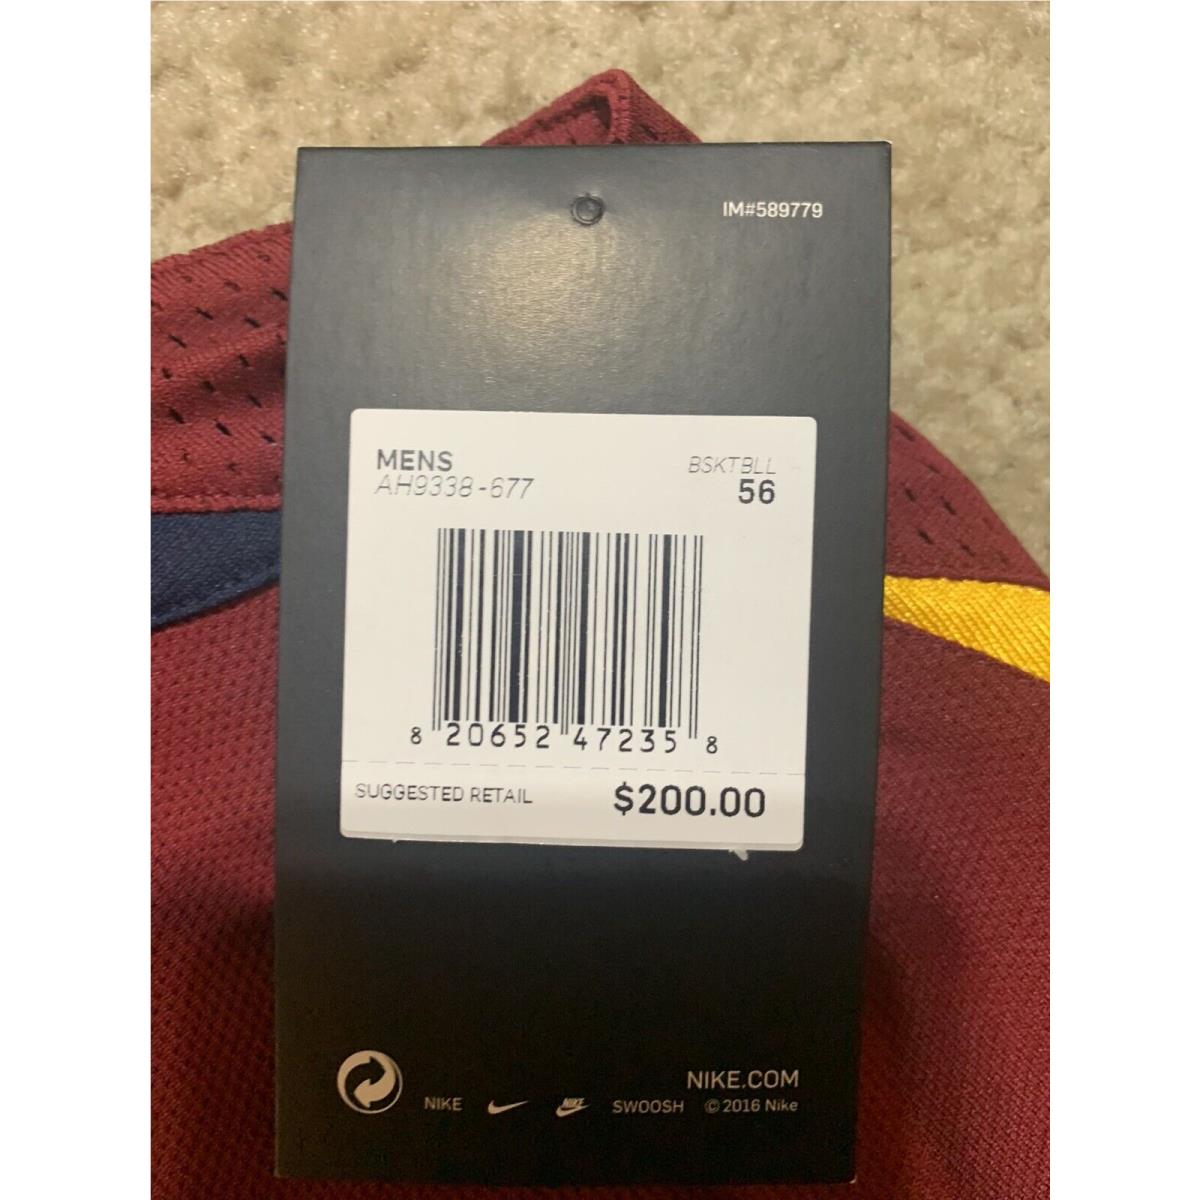 IM#589779
MENS BSKTBLL
AH9338-677 56
8 20652 47235 8
SUGGESTED RETAIL $200.00
NIKE.COM
NIKE NIKE SWOOSH ©2016 Nike